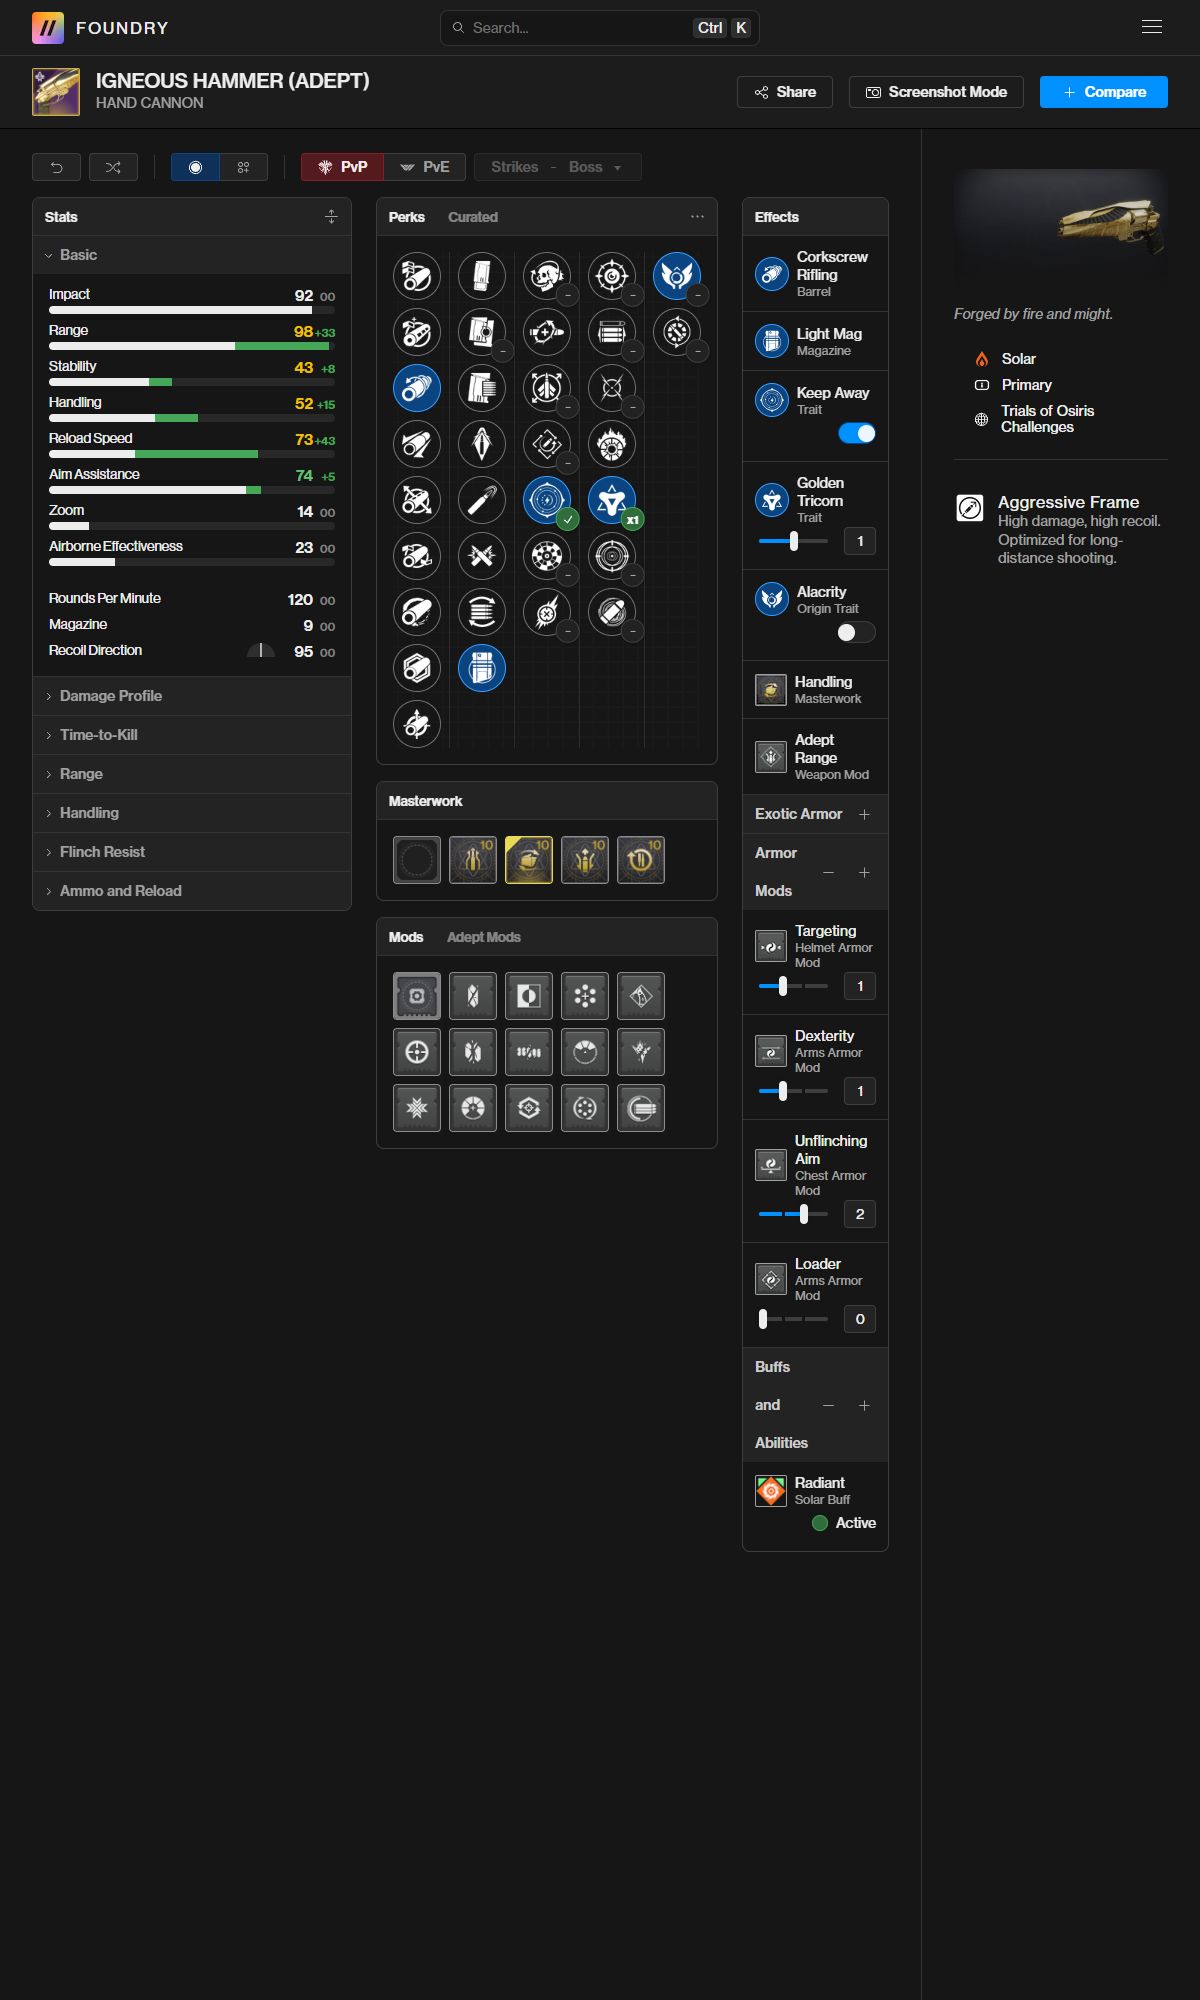 FOUNDRY
Search...
Ctrl
K
IGNEOUS HAMMER (ADEPT)
HAND CANNON
Share
Screenshot Mode
+ Compare
PvP
PvE
Strikes - Boss
Stats
Basic
Impact 92 00
Range 98 +33
Stability 43 +8
Handling 52 +15
Reload Speed 73 +43
Aim Assistance 74 +5
Zoom 14 00
Airborne Effectiveness 23 00
Rounds Per Minute 120 00
Magazine 9 00
Recoil Direction 95 00
Damage Profile
Time-to-Kill
Range
Handling
Flinch Resist
Ammo and Reload
Perks
Curated
x1
Masterwork
10
10
10
10
Mods
Adept Mods
Effects
Corkscrew
Rifling
Barrel
Light Mag
Magazine
Keep Away
Trait
Golden
Tricorn
Trait
1
Alacrity
Origin Trait
Handling
Masterwork
Adept
Range
Weapon Mod
Exotic Armor
Armor
Mods
Targeting
Helmet Armor
Mod
1
Dexterity
Arms Armor
Mod
1
Unflinching
Aim
Chest Armor
Mod
2
Loader
Arms Armor
Mod
0
Buffs
and
Abilities
Radiant
Solar Buff
Active
Forged by fire and might.
Solar
Primary
Trials of Osiris
Challenges
Aggressive Frame
High damage, high recoil.
Optimized for long-
distance shooting.